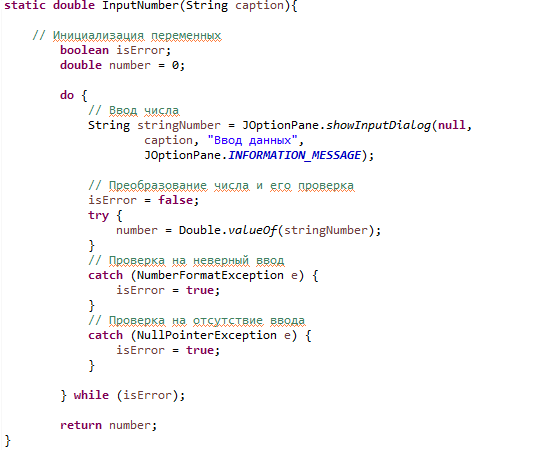 static double InputNumber(String caption){
// Инициализация переменных
boolean isError;
double number = 0;
do {
// Ввод числа
String stringNumber = JOptionPane.showInputDialog(null,
caption, "Ввод данных",
JOptionPane.INFORMATION_MESSAGE);
// Преобразование числа и его проверка
isError = false;
try {
number = Double.valueOf(stringNumber);
}
// Проверка на неверный ввод
catch (NumberFormatException e) {
isError = true;
}
// Проверка на отсутствие ввода
catch (NullPointerException e) {
isError = true;
}
} while (isError);
return number;
}